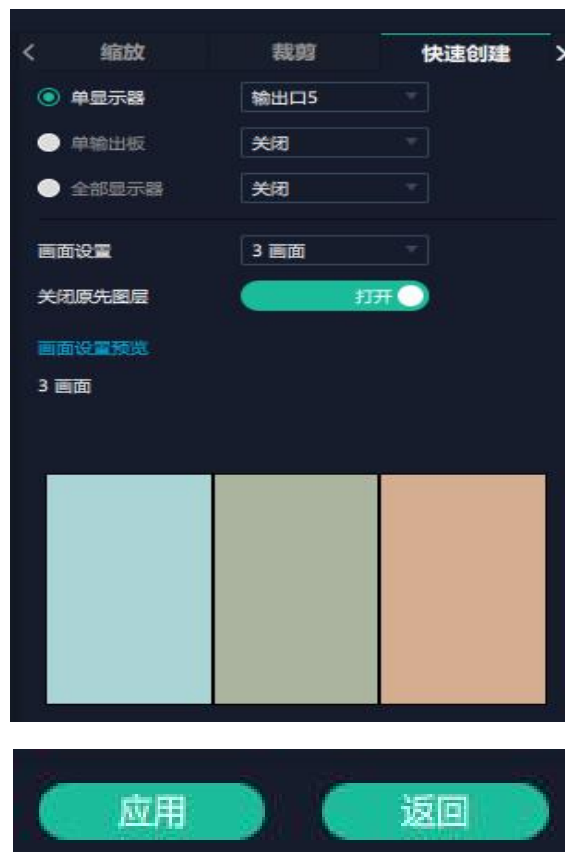 缩放 裁剪 快速创建
单显示器 输出口5
单输出板 关闭
全部显示器 关闭
画面设置 3 画面
关闭原先图层 打开
画面设置预览
3 画面
应用 返回